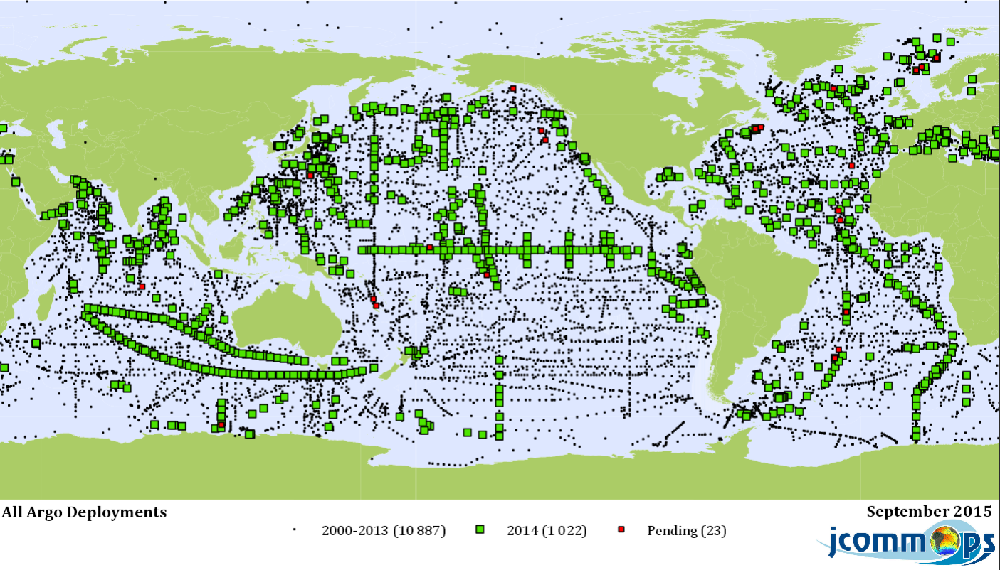 All Argo Deployments
September 2015
2000-2013 (10 887)
2014 (1 022)
Pending (23)
jcommops